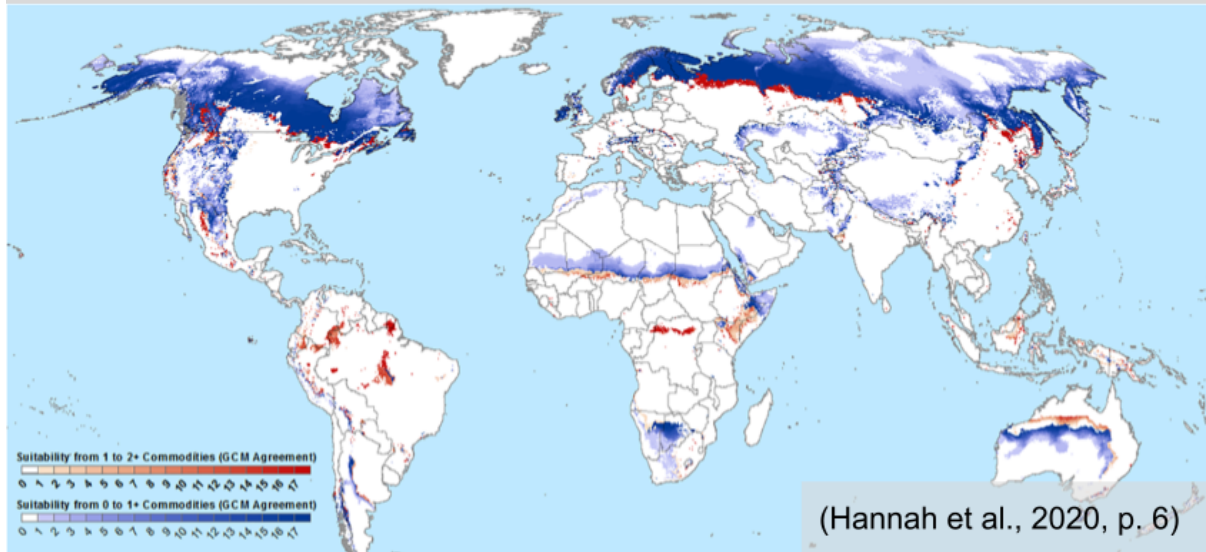 Suitability from 1 to 2+ Commodities (GCM Agreement)
0 1 2 3 4 5 6 7 8 9 10 11 12 13 14 15 16 17
Suitability from 0 to 1+ Commodities (GCM Agreement)
0 1 2 3 4 5 6 7 8 9 10 11 12 13 14 15 16 17
(Hannah et al., 2020, p. 6)